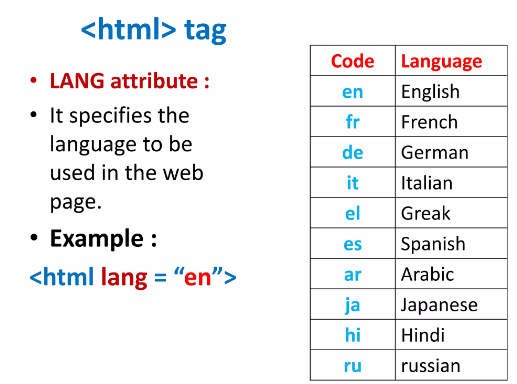 <html> tag
• LANG attribute :
• It specifies the
language to be
used in the web
page.
• Example :
<html lang = “en”>
Code Language
en English
fr French
de German
it Italian
el Greak
es Spanish
ar Arabic
ja Japanese
hi Hindi
ru russian